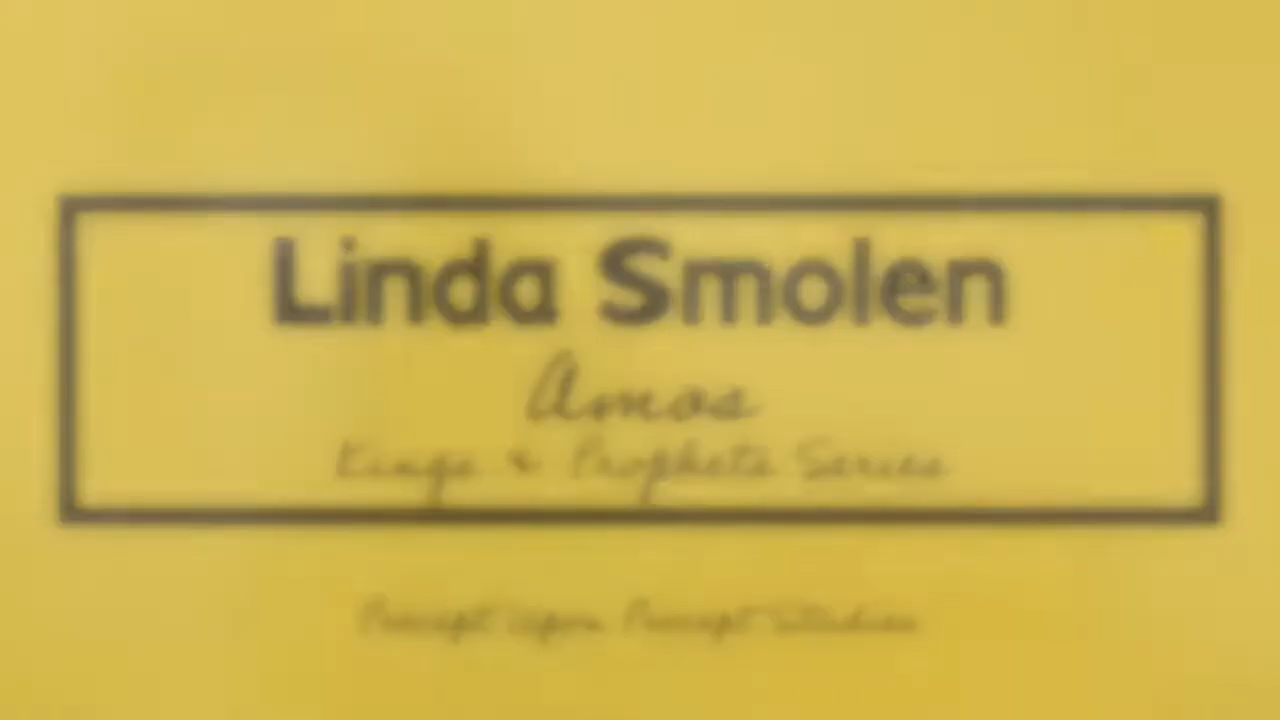 Linda Smolen
Amos
Kings & Prophets Series
Precept Upon Precept Studies